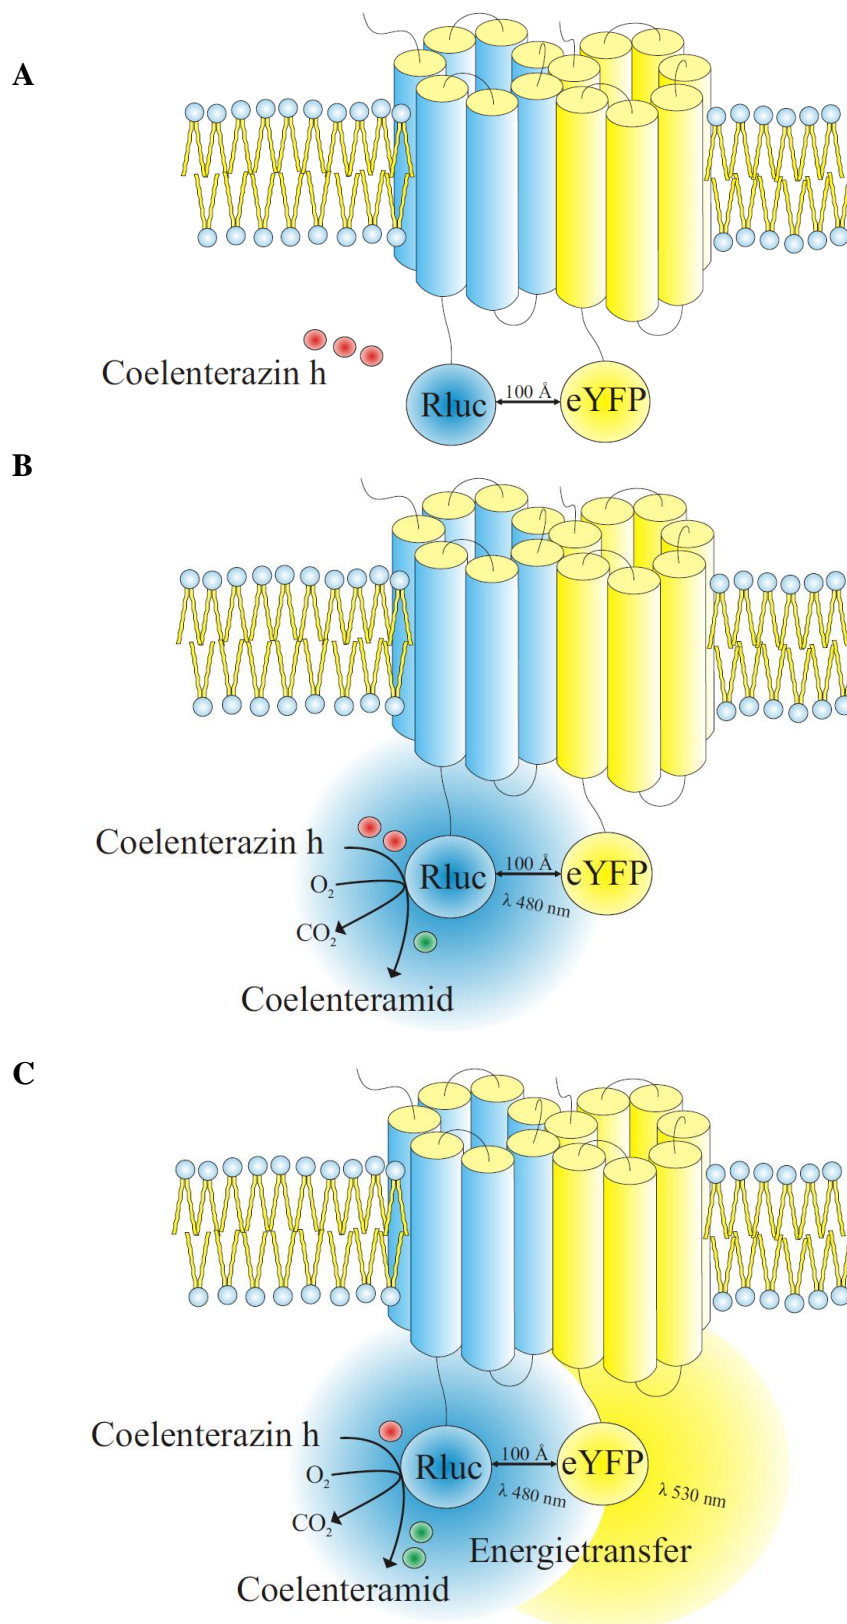 A
Coelenterazin h
Rluc
100 Å
eYFP
B
Coelenterazin h
O₂
CO₂
Coelenteramid
Rluc
100 Å
λ 480 nm
eYFP
C
Coelenterazin h
O₂
CO₂
Coelenteramid
Rluc
100 Å
λ 480 nm
eYFP
λ 530 nm
Energietransfer